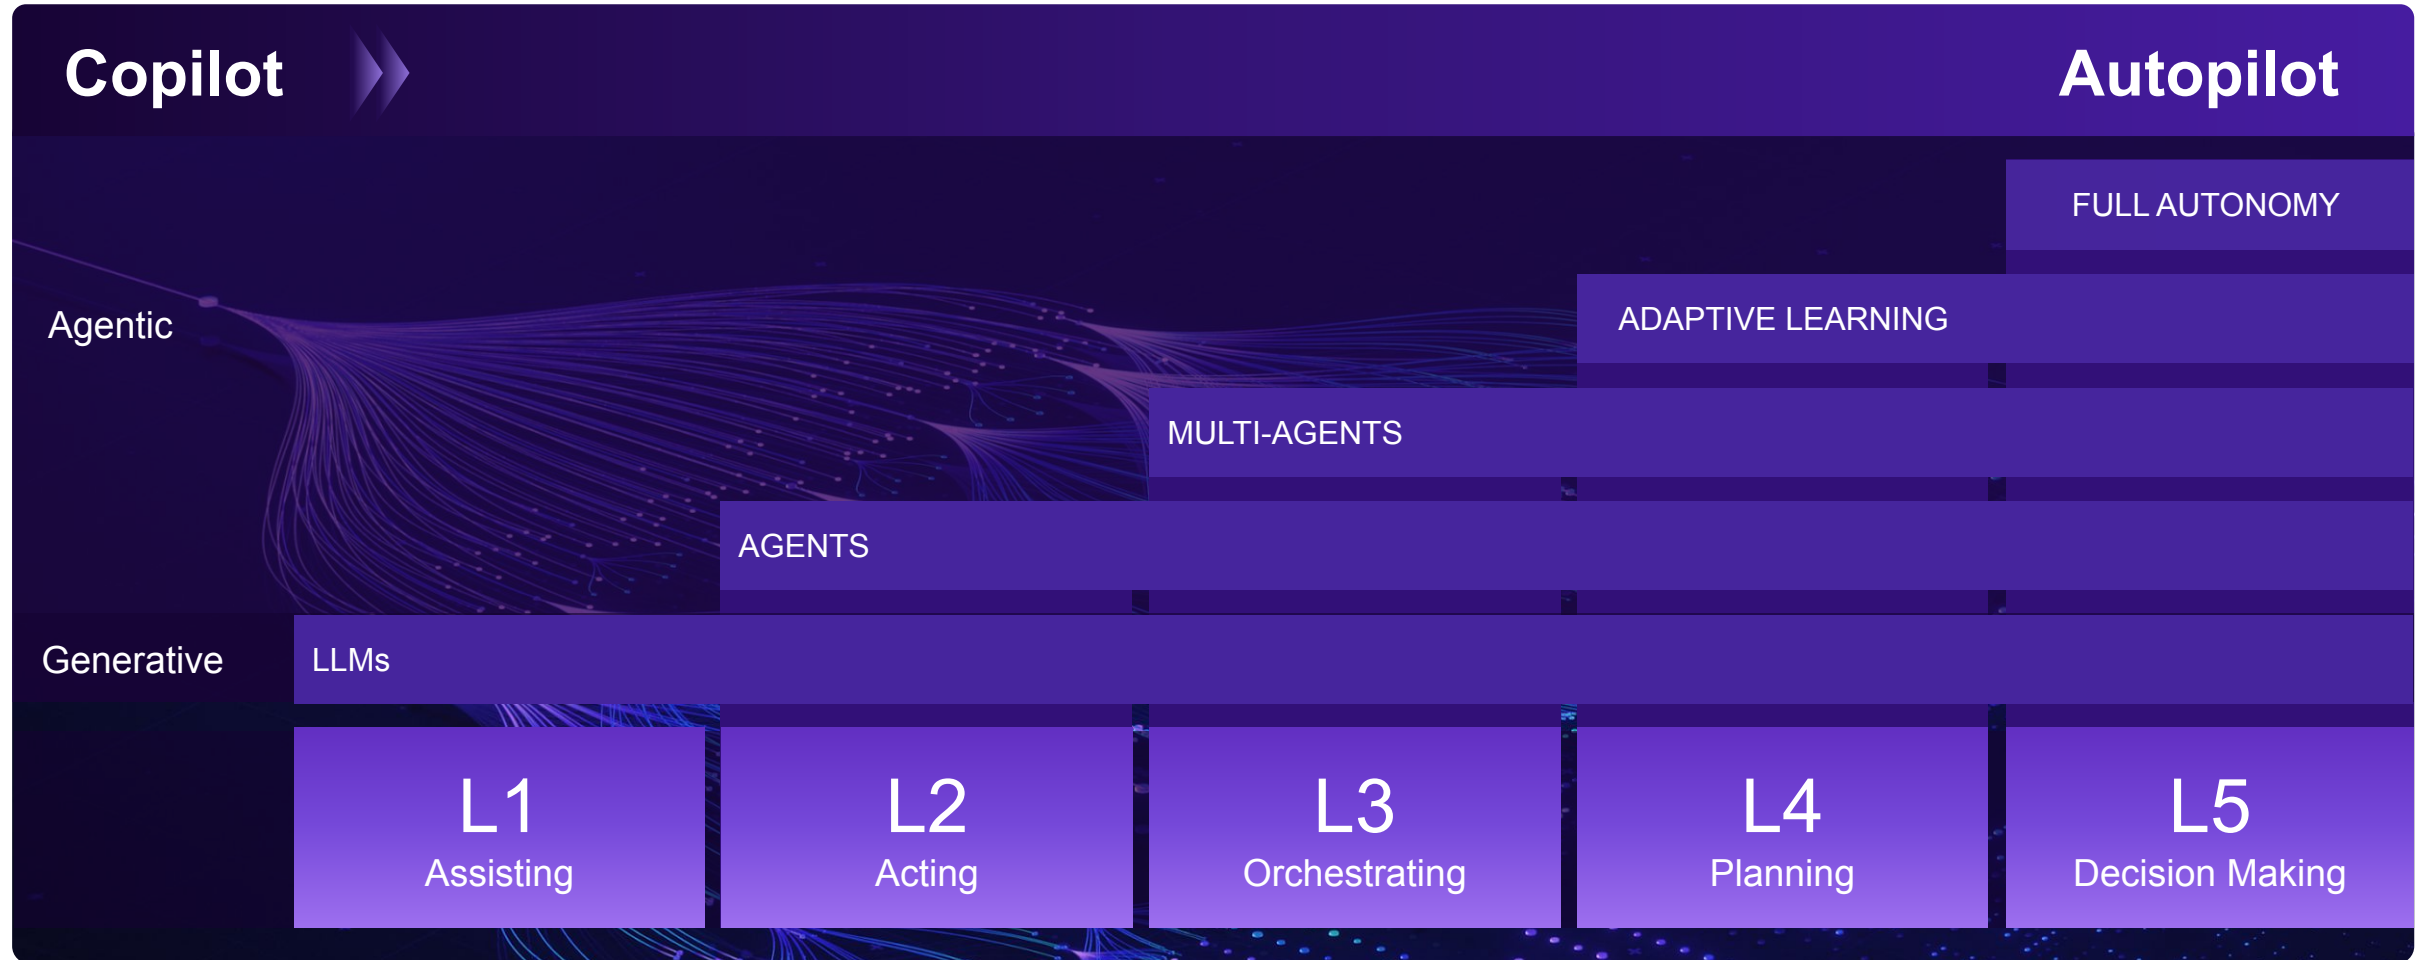 Copilot
Autopilot
FULL AUTONOMY
Agentic
ADAPTIVE LEARNING
MULTI-AGENTS
AGENTS
Generative
LLMs
L1
Assisting
L2
Acting
L3
Orchestrating
L4
Planning
L5
Decision Making